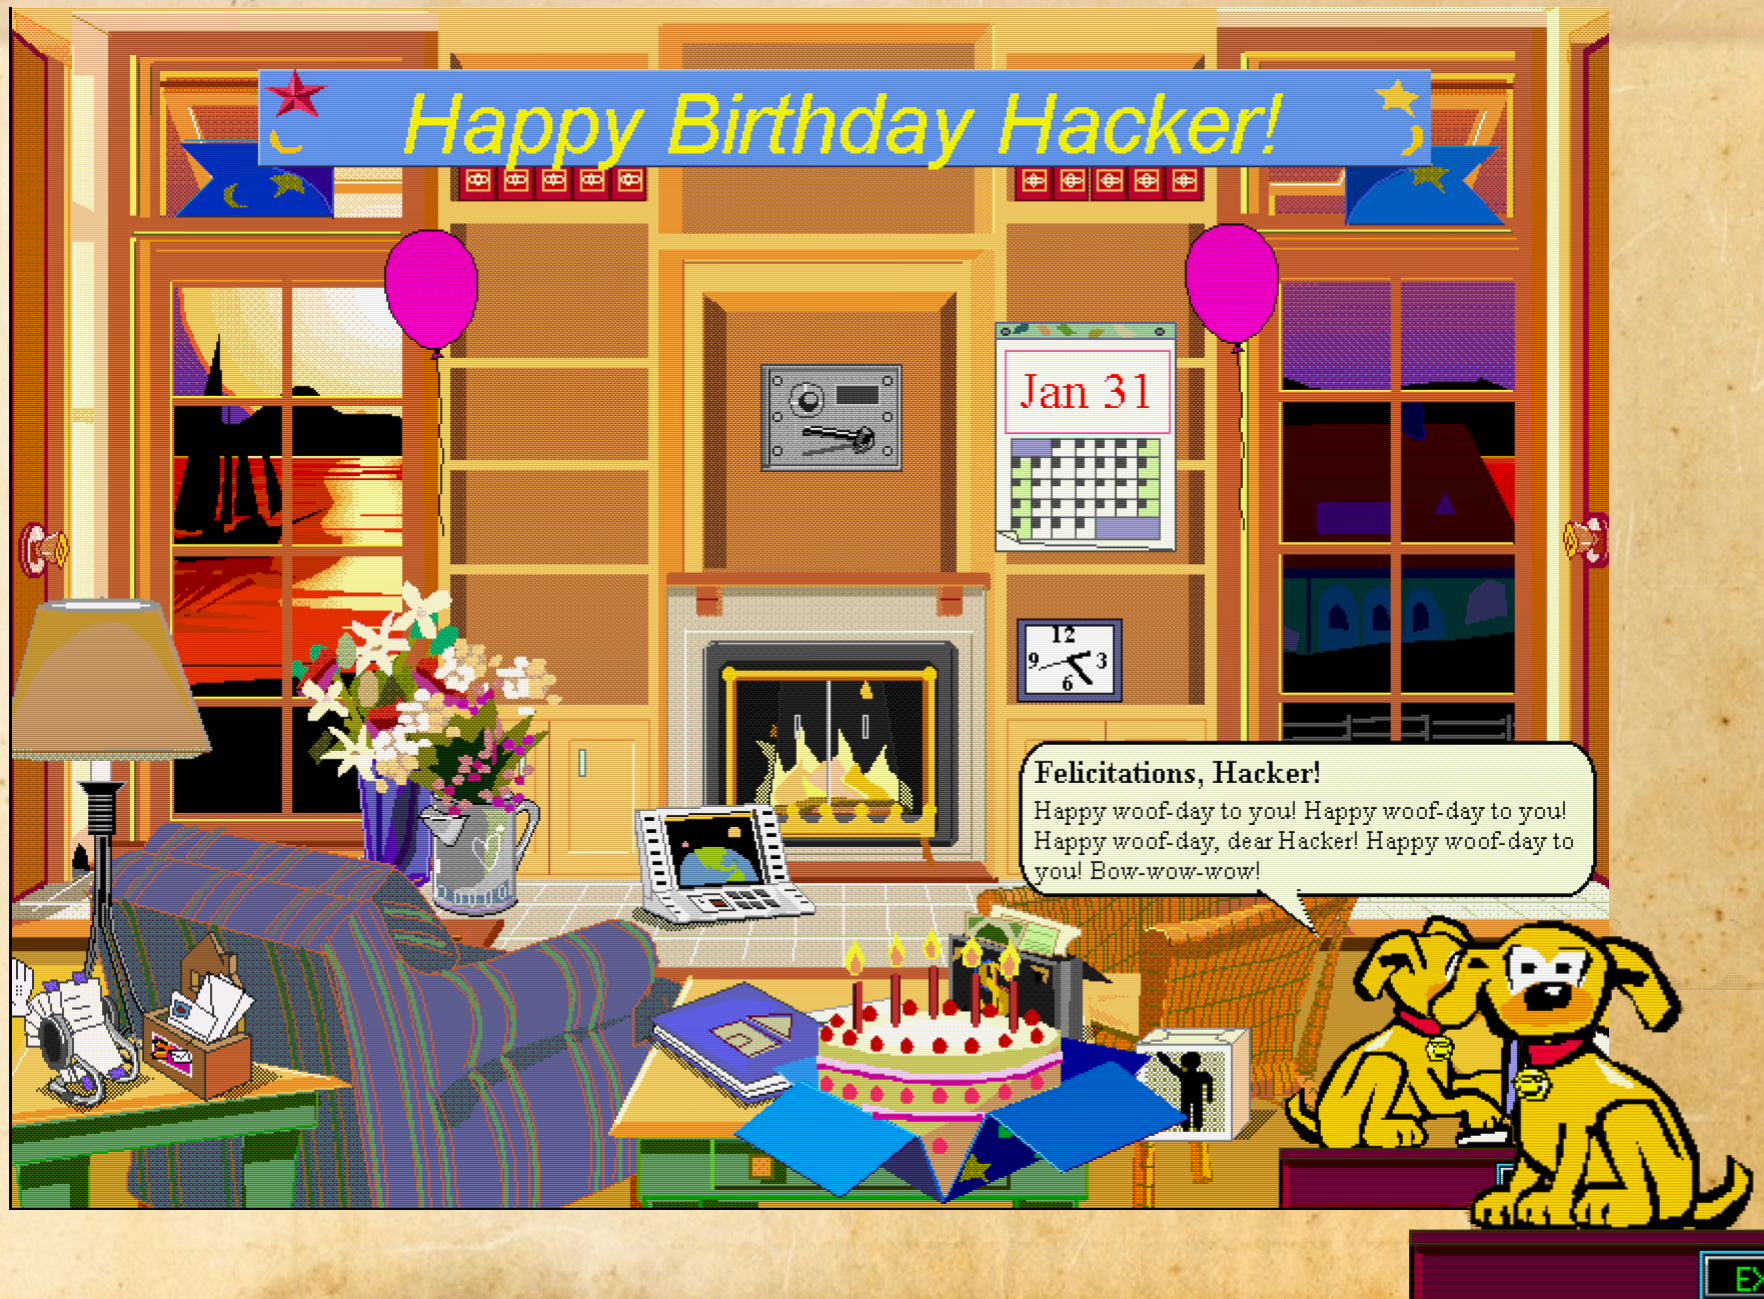 Happy Birthday Hacker!
Jan 31
12
9 3
6
Felicitations, Hacker!
Happy woof-day to you! Happy woof-day to you!
Happy woof-day, dear Hacker! Happy woof-day to
you! Bow-wow-wow!